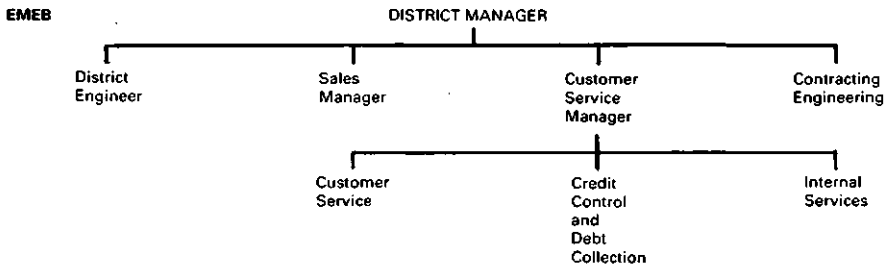 EMEB
DISTRICT MANAGER
District
Engineer
Sales
Manager
Customer
Service
Manager
Contracting
Engineering
Customer
Service
Credit
Control
and
Debt
Collection
Internal
Services